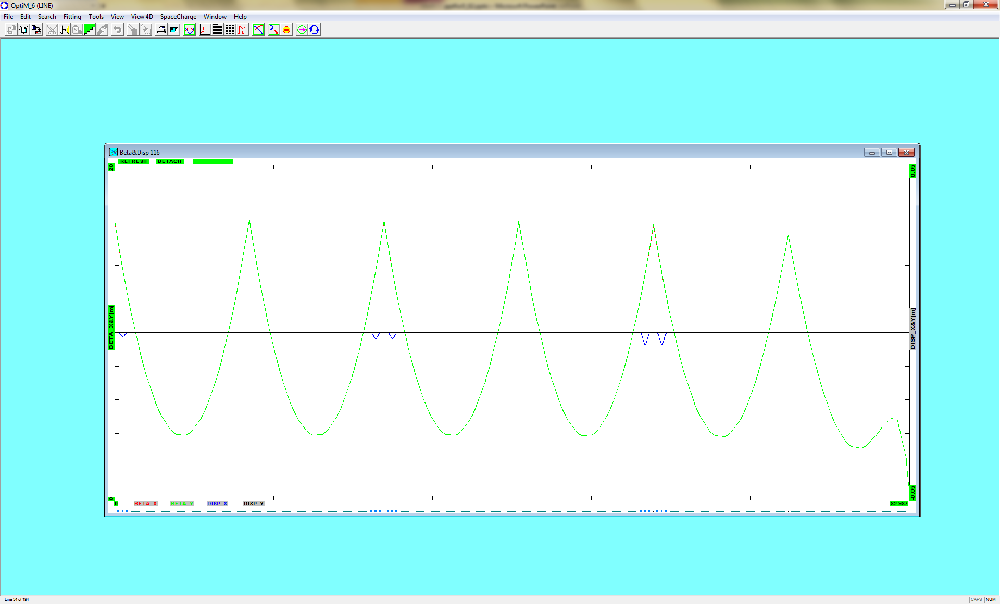 OptiM_6 (LINE)
File Edit Search Fitting Tools View View 4D SpaceCharge Window Help
Beta&Disp 116
REFRESH DETACH
20
0.05
BETA_X&Y[m]
DISP_X&Y[m]
0
-0.05
0 BETA_X BETA_Y DISP_X DISP_Y 82.987
Line 34 of 184
CAPS NUM